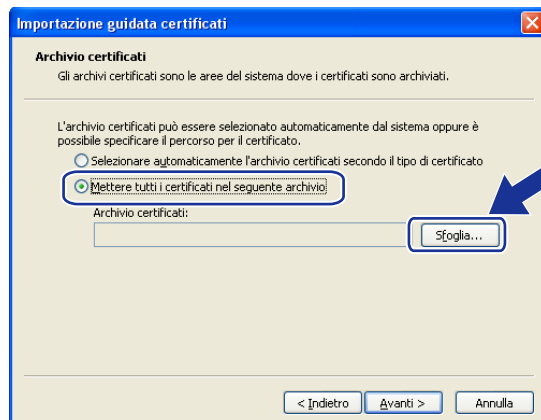 Importazione guidata certificati
Archivio certificati
Gli archivi certificati sono le aree del sistema dove i certificati sono archiviati.
L'archivio certificati può essere selezionato automaticamente dal sistema oppure è
possibile specificare il percorso per il certificato.
Selezionare automaticamente l'archivio certificati secondo il tipo di certificato
Mettere tutti i certificati nel seguente archivio
Archivio certificati:
Sfoglia...
< Indietro
Avanti >
Annulla